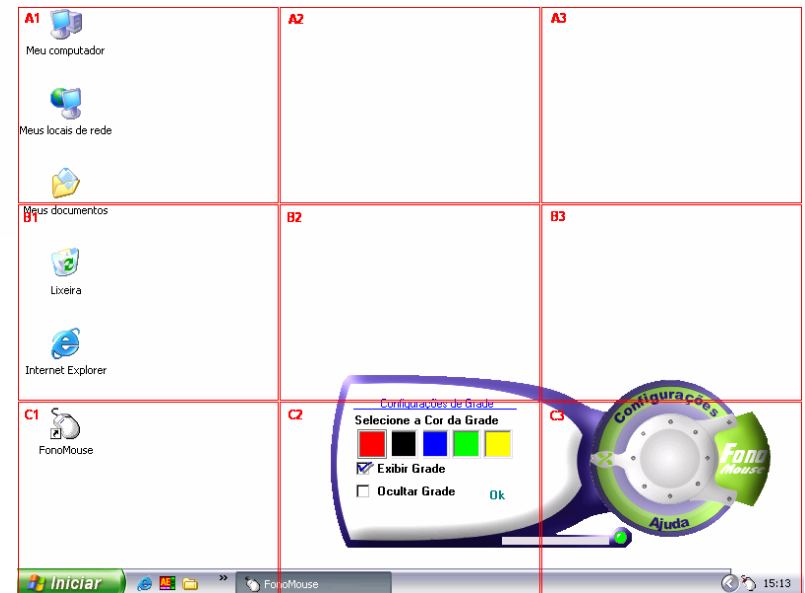 A1
A2
A3
Meu computador
Meus locais de rede
Meus documentos
B1
B2
B3
Lixeira
Internet Explorer
C1
C2
C3
FonoMouse
Configurações de Grade
Selecione a Cor da Grade
Exibir Grade
Ocultar Grade
Ok
Configurações
Fono
Mouse
Ajuda
Iniciar
AE
»
FonoMouse
15:13